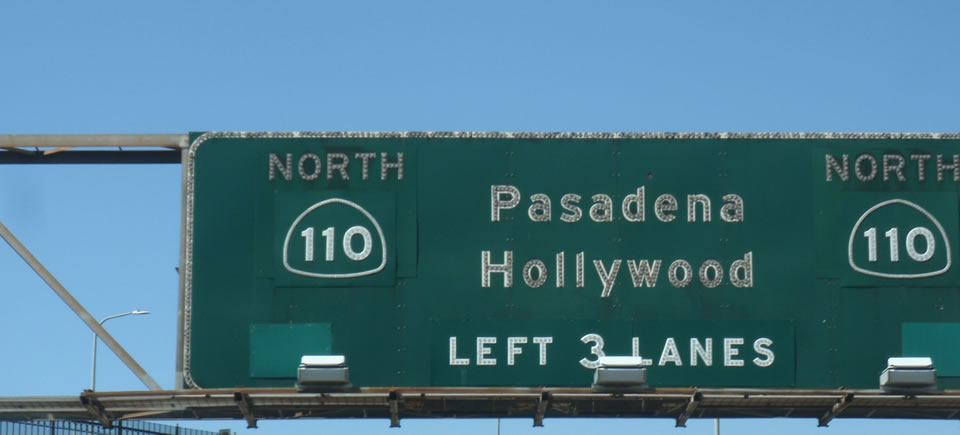 NORTH NORTH
110 110
Pasadena
Hollywood
LEFT 3 LANES